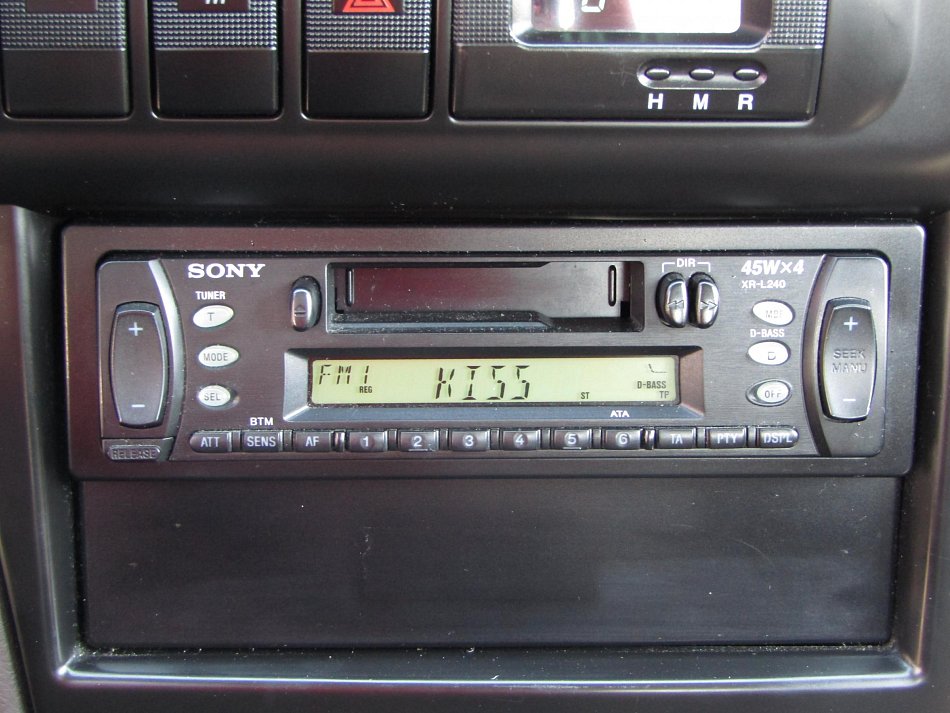 H M R
SONY
DIR
45W×4
XR-L240
TUNER
T
MODE
SEL
D-BASS
D
OFF
+
−
+
SEEK
MANU
−
FM1
REG
KISS
ST
D-BASS
TP
BTM
ATA
ATT SENS AF 1 2 3 4 5 6 TA PTY DSPL
RELEASE